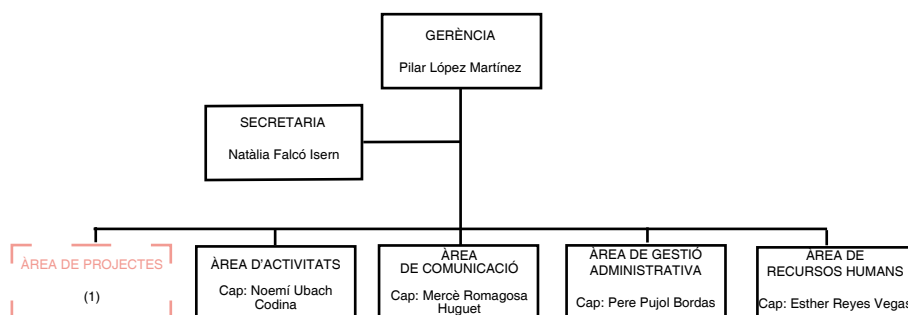 GERÈNCIA
Pilar López Martínez
SECRETARIA
Natàlia Falcó Isern
ÀREA DE PROJECTES
(1)
ÀREA D'ACTIVITATS
Cap: Noemí Ubach
Codina
ÀREA
DE COMUNICACIÓ
Cap: Mercè Romagosa
Huguet
ÀREA DE GESTIÓ
ADMINISTRATIVA
Cap: Pere Pujol Bordas
ÀREA DE
RECURSOS HUMANS
Cap: Esther Reyes Vegas